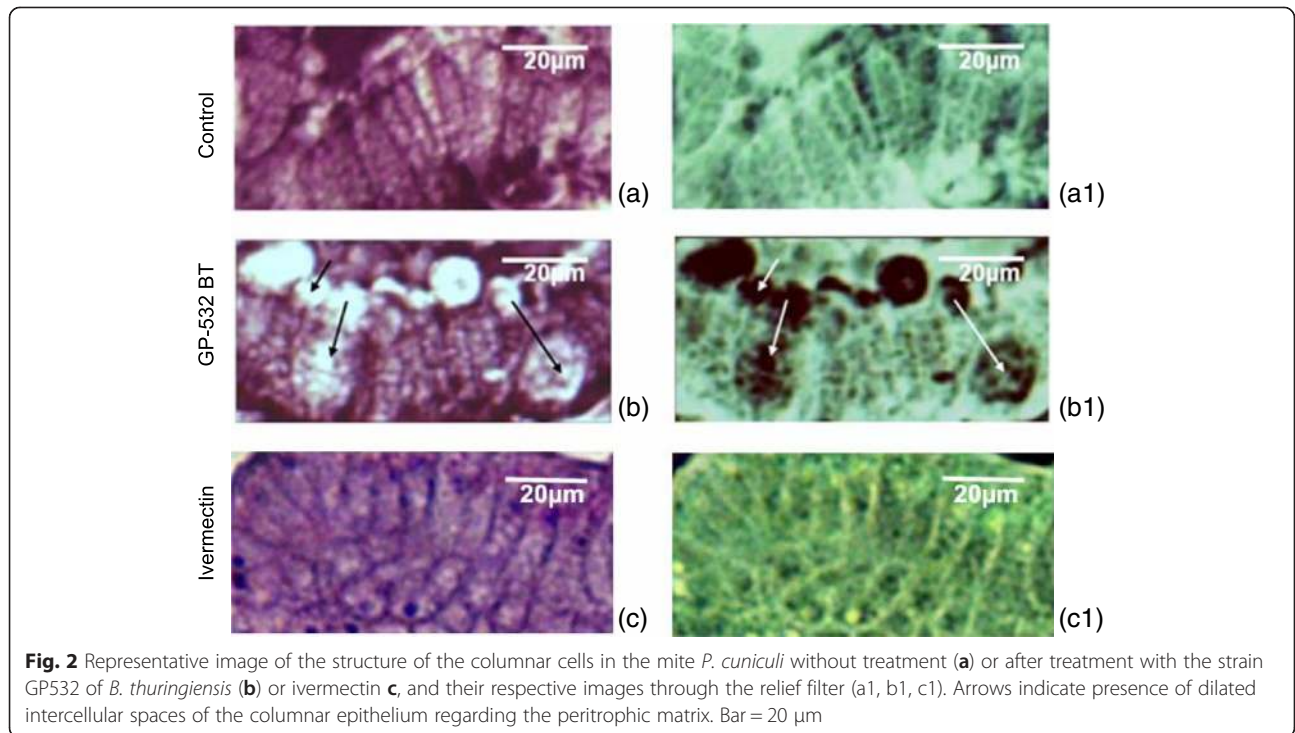 Control
20µm
(a)
20µm
(a1)
GP-532 BT
20µm
(b)
20µm
(b1)
Ivermectin
20µm
(c)
20µm
(c1)
Fig. 2 Representative image of the structure of the columnar cells in the mite P. cuniculi without treatment (a) or after treatment with the strain
GP532 of B. thuringiensis (b) or ivermectin c, and their respective images through the relief filter (a1, b1, c1). Arrows indicate presence of dilated
intercellular spaces of the columnar epithelium regarding the peritrophic matrix. Bar = 20 µm